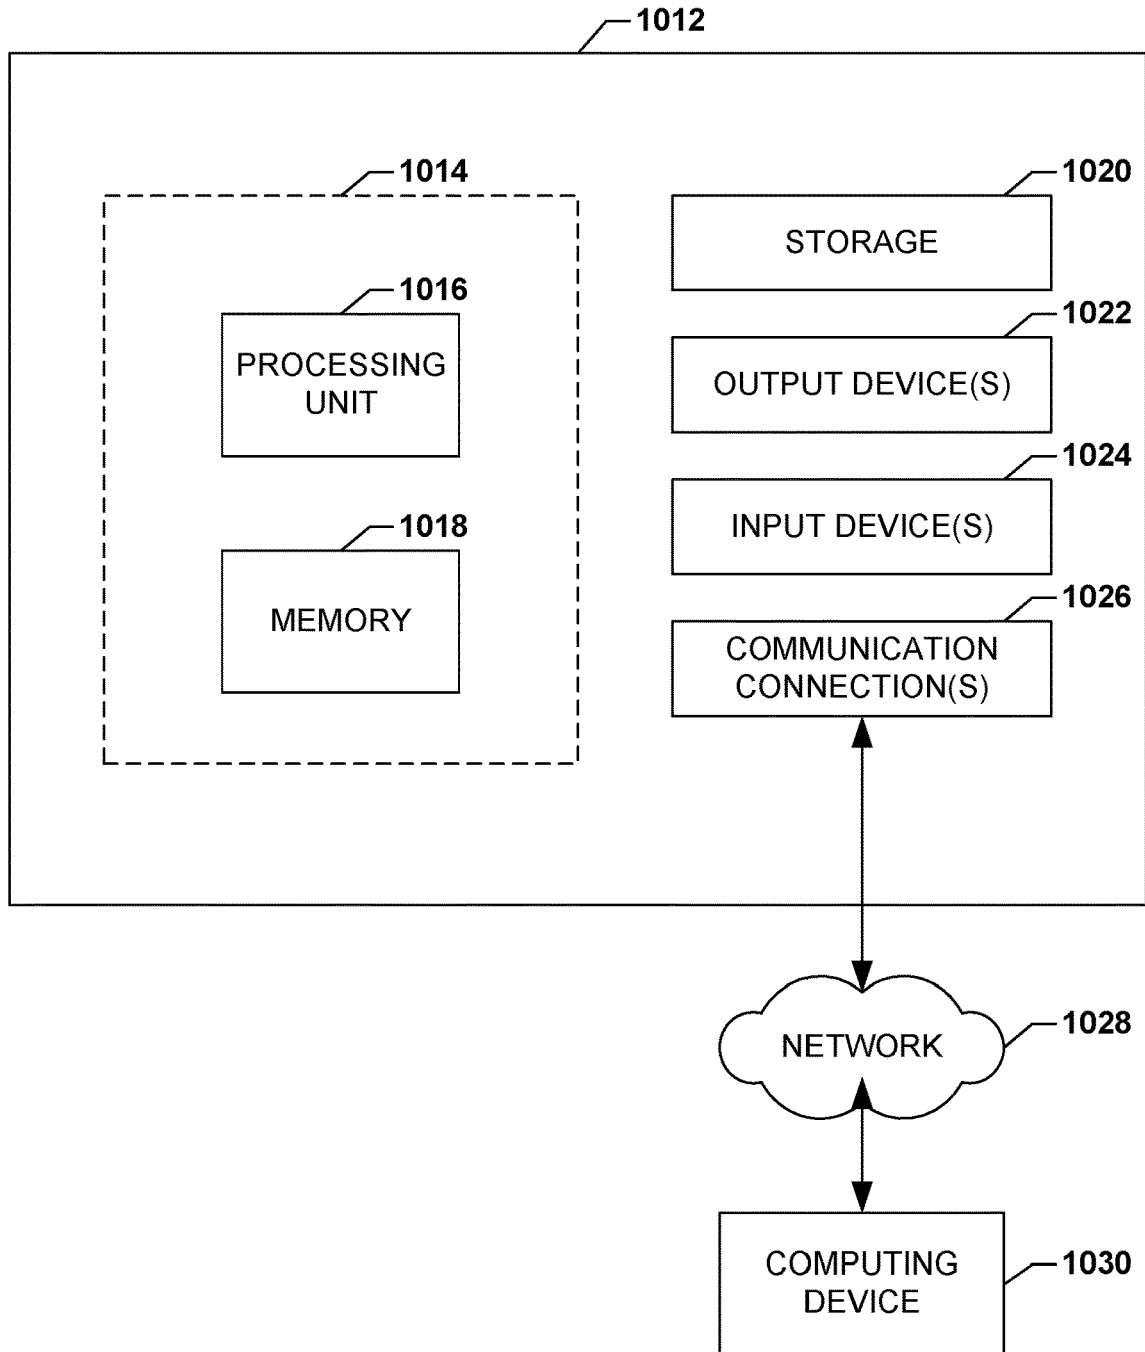 1012
1014
1016
PROCESSING
UNIT
1018
MEMORY
1020
STORAGE
1022
OUTPUT DEVICE(S)
1024
INPUT DEVICE(S)
1026
COMMUNICATION
CONNECTION(S)
NETWORK
1028
COMPUTING
DEVICE
1030